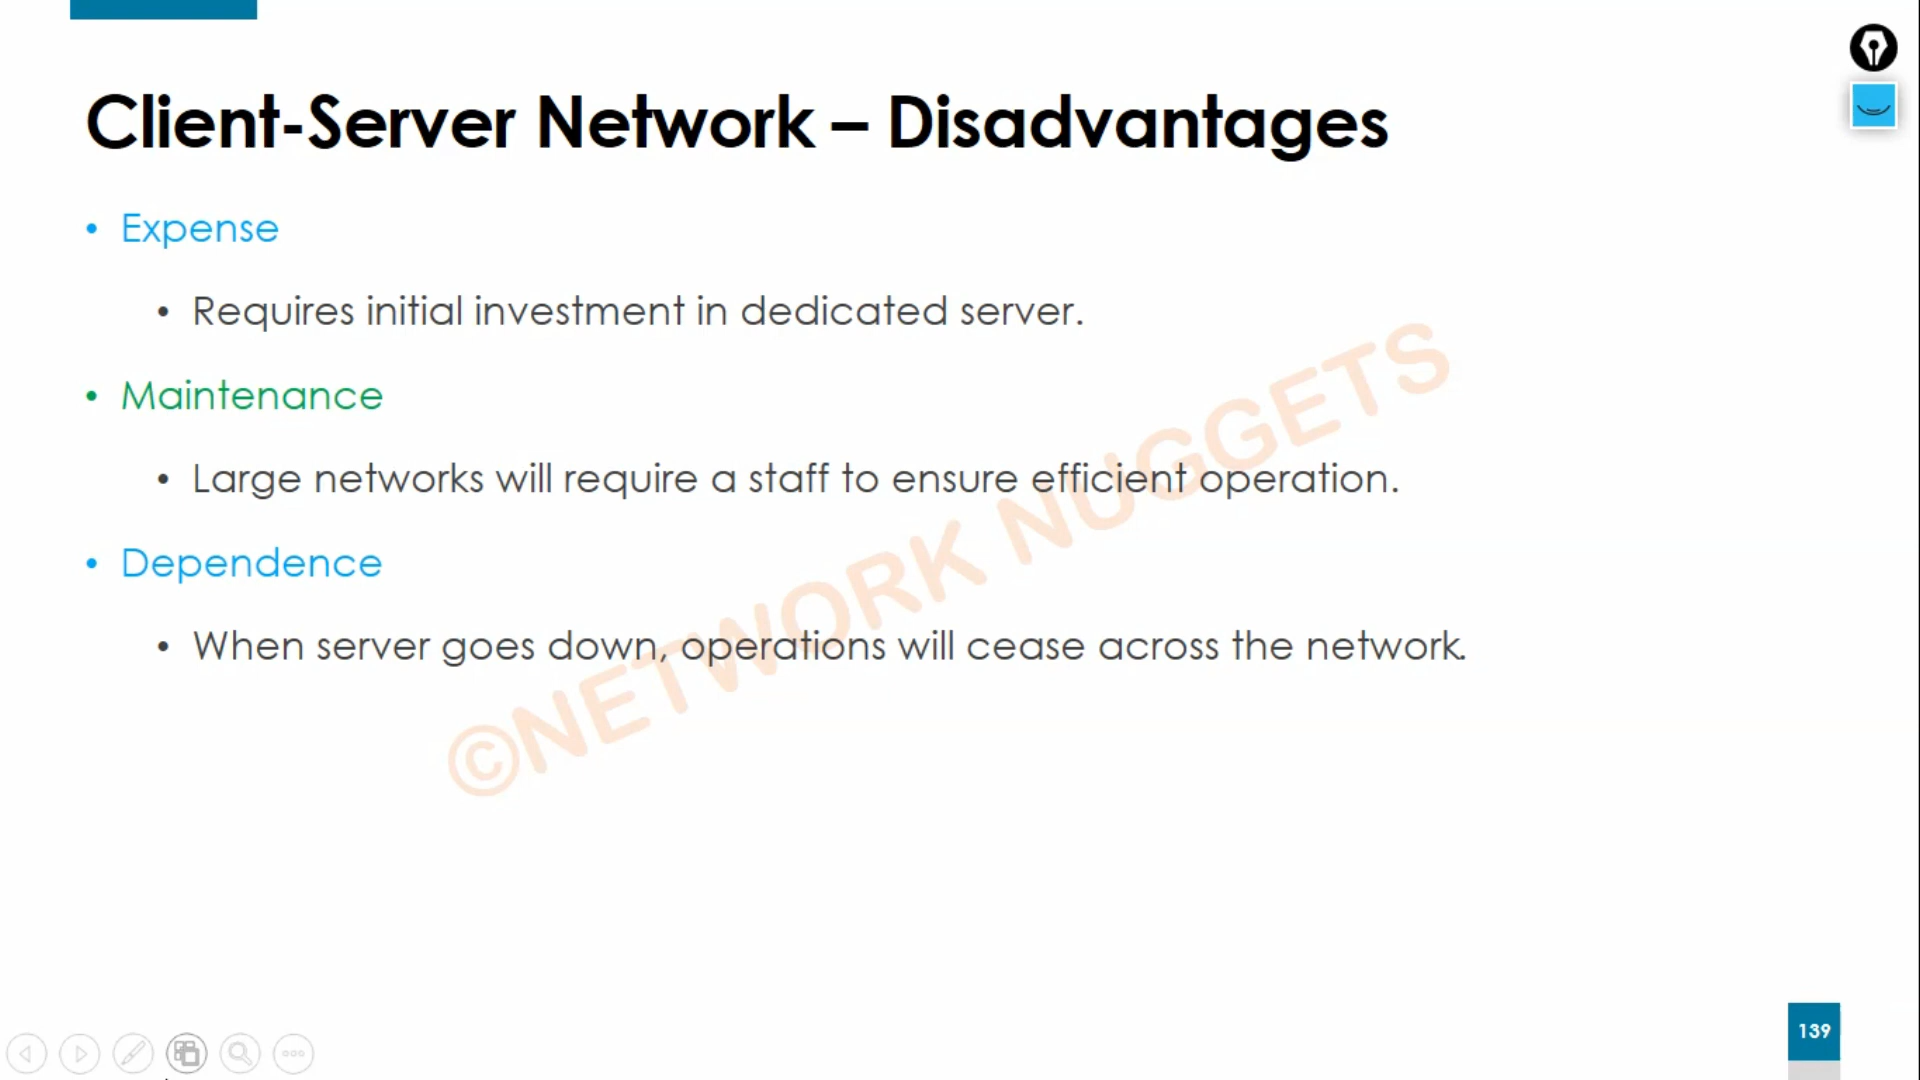 Client-Server Network – Disadvantages
• Expense
• Requires initial investment in dedicated server.
• Maintenance
• Large networks will require a staff to ensure efficient operation.
• Dependence
• When server goes down, operations will cease across the network.
©NETWORK NUGGETS
139